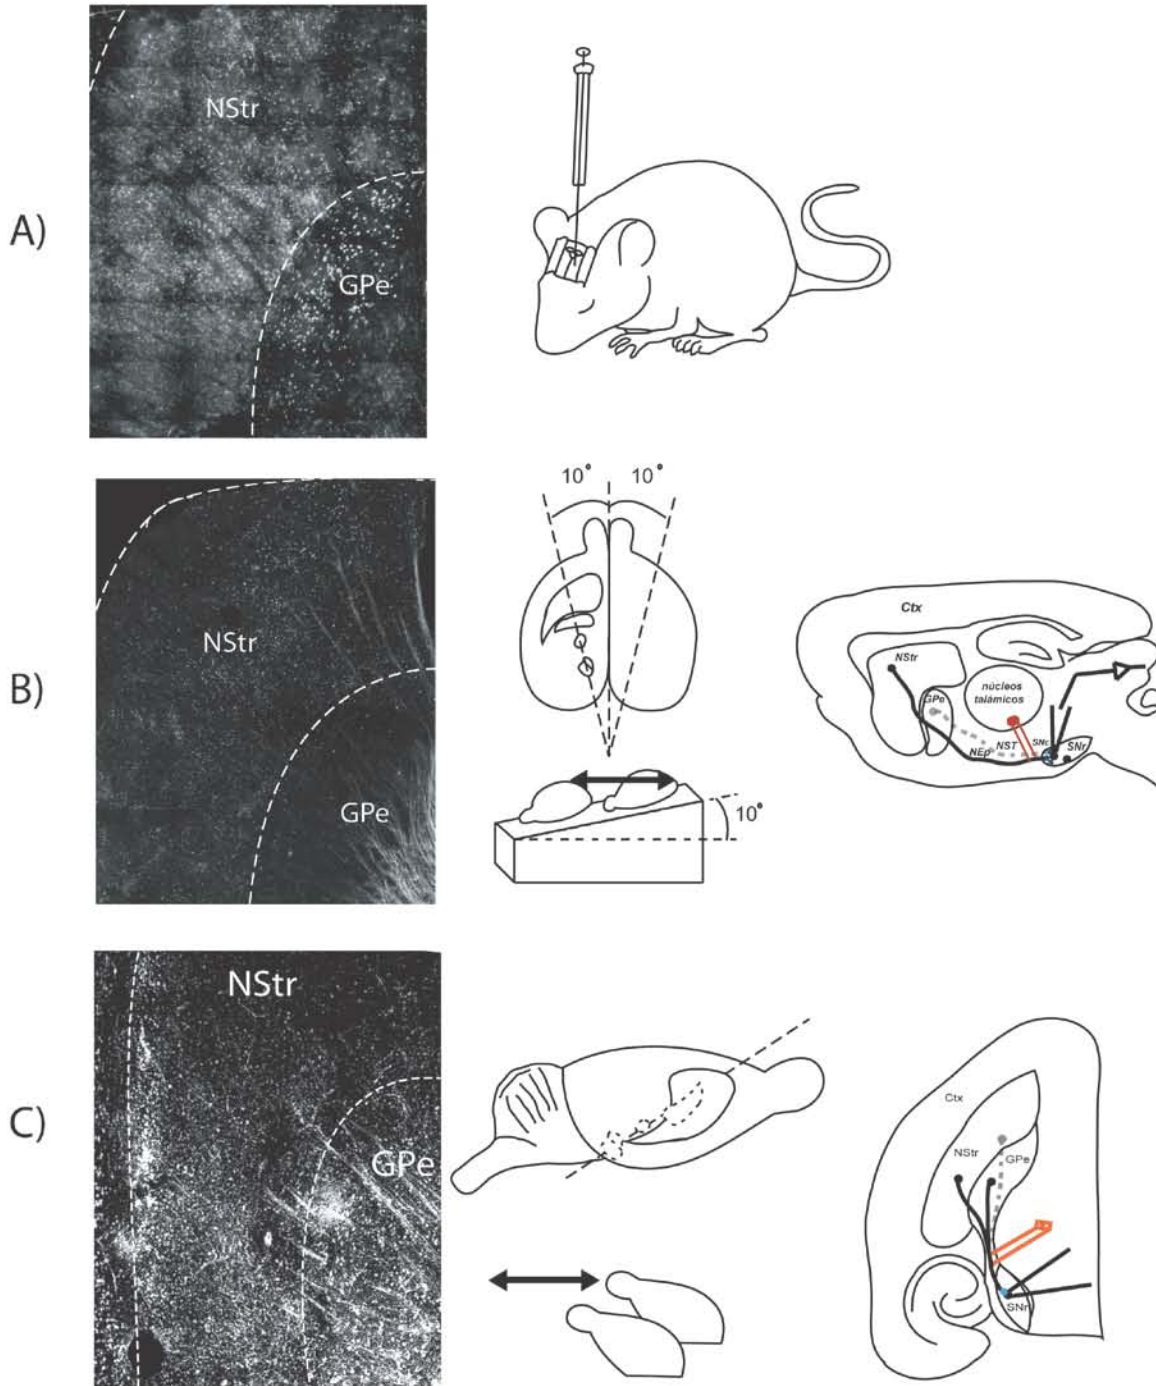 A)
NStr
GPe
B)
NStr
GPe
10°
10°
10°
Ctx
NStr
GPe
núcleos
talámicos
NEp
NST
SNc
SNr
C)
NStr
GPe
Ctx
NStr
GPe
SNr